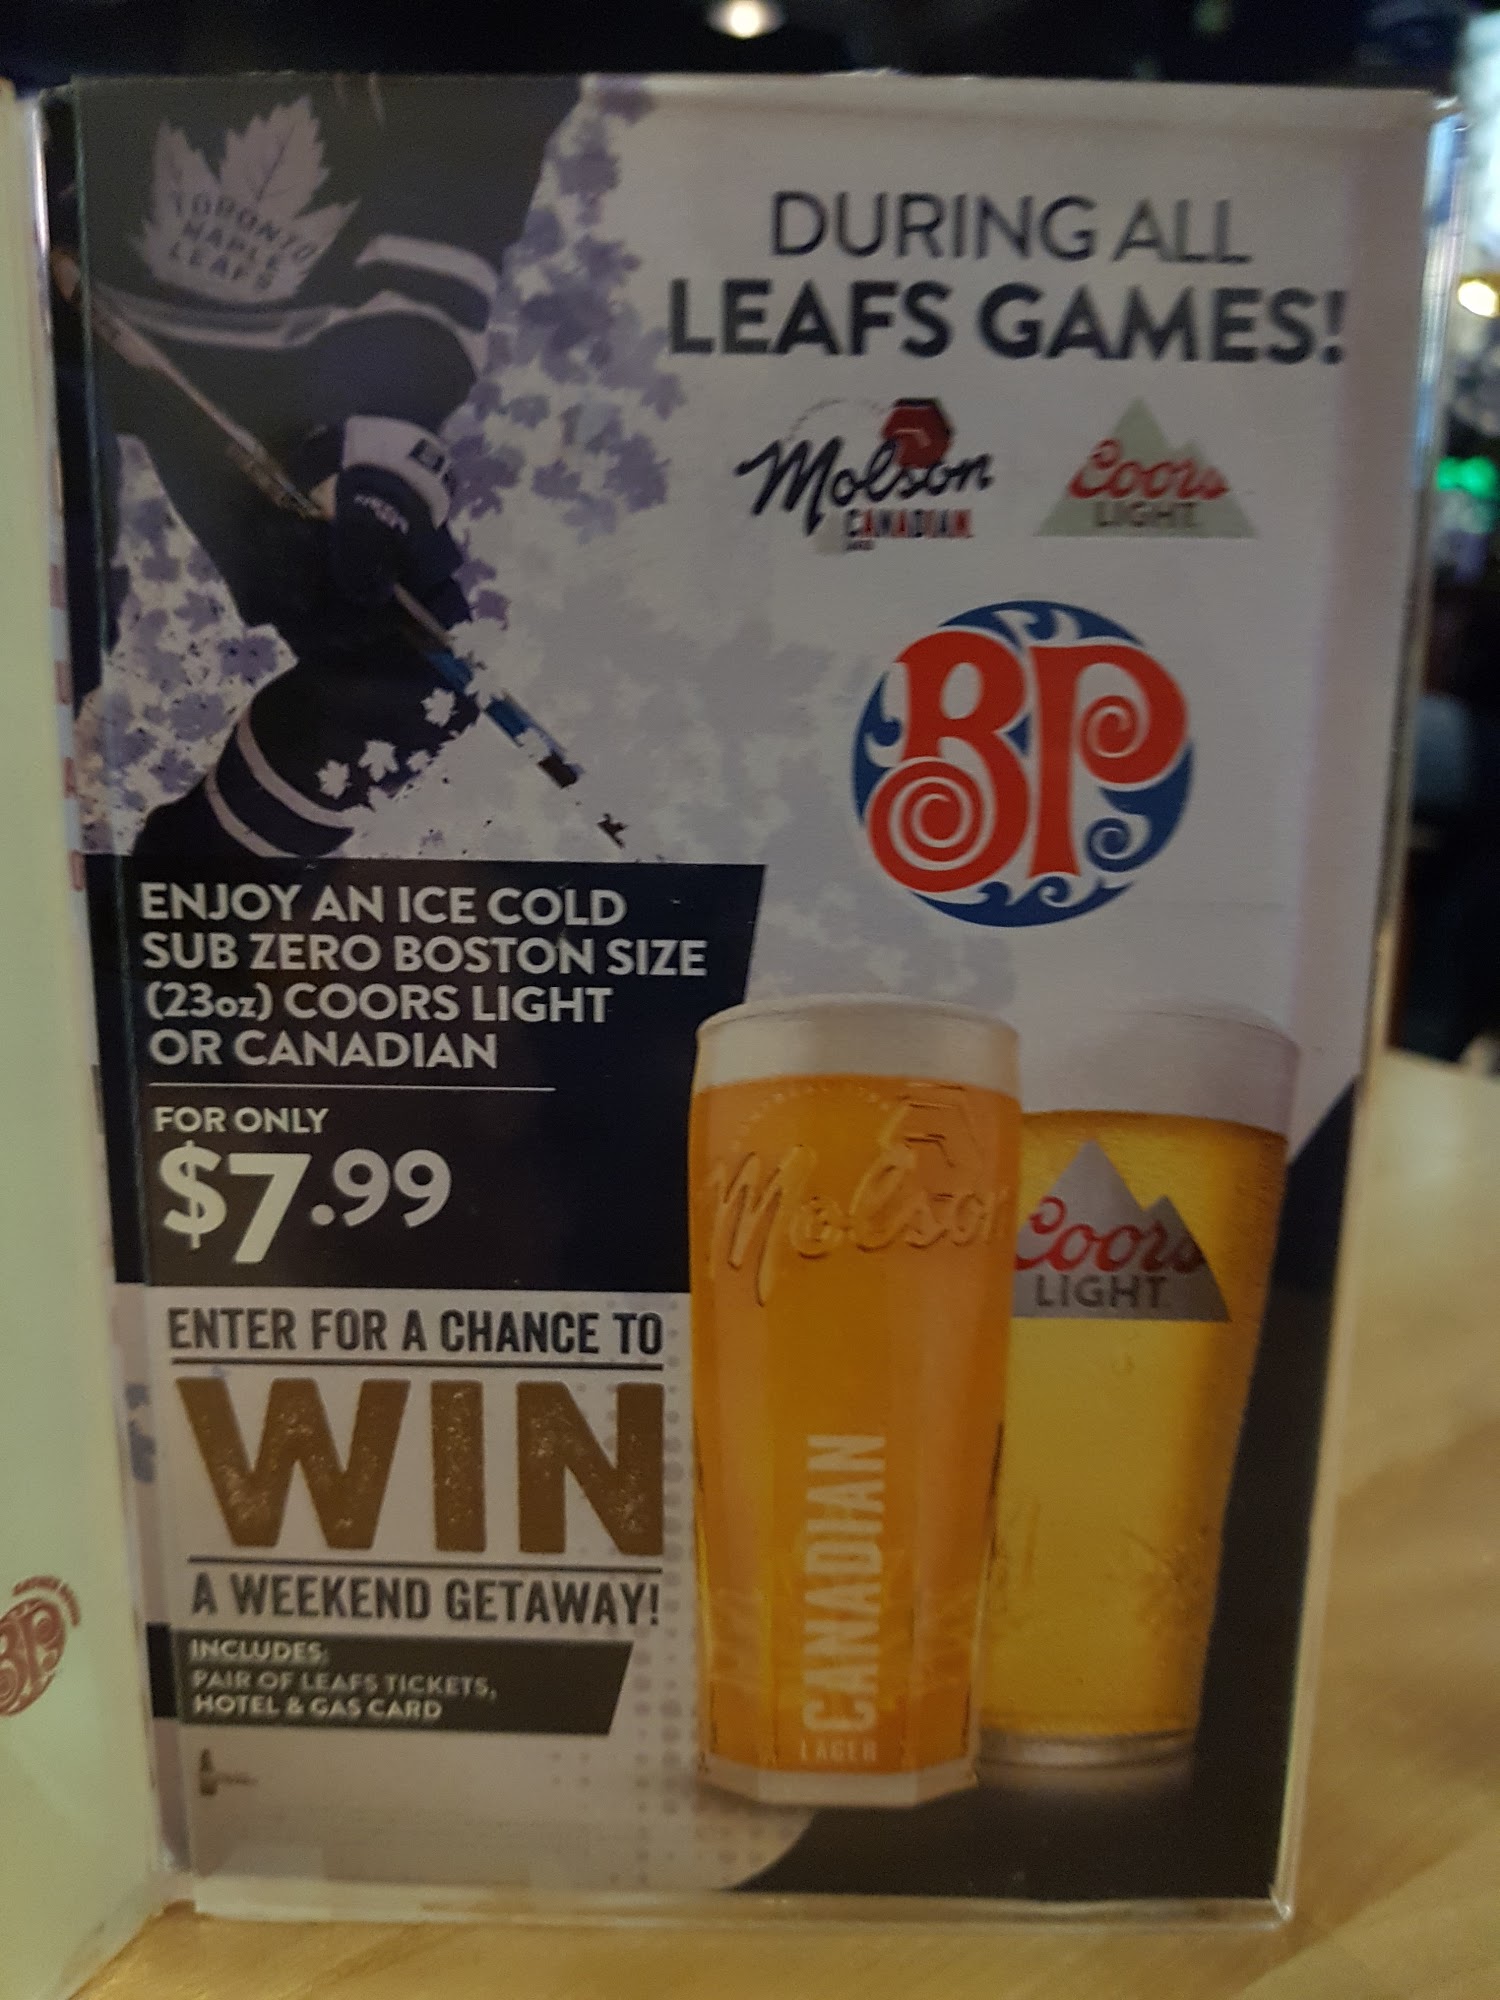 TORONTO
MAPLE
LEAFS
DURING ALL
LEAFS GAMES!
Molson
CANADIAN
Coors
LIGHT
BP
ENJOY AN ICE COLD
SUB ZERO BOSTON SIZE
(23oz) COORS LIGHT
OR CANADIAN
FOR ONLY
$7.99
ENTER FOR A CHANCE TO
WIN
A WEEKEND GETAWAY!
INCLUDES:
PAIR OF LEAFS TICKETS,
HOTEL & GAS CARD
Molson
CANADIAN
LAGER
Coors
LIGHT
BP